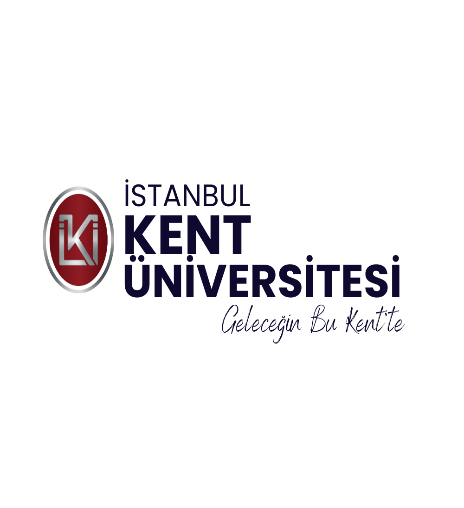 İSTANBUL
KENT
ÜNİVERSİTESİ
Geleceğin Bu Kent'te